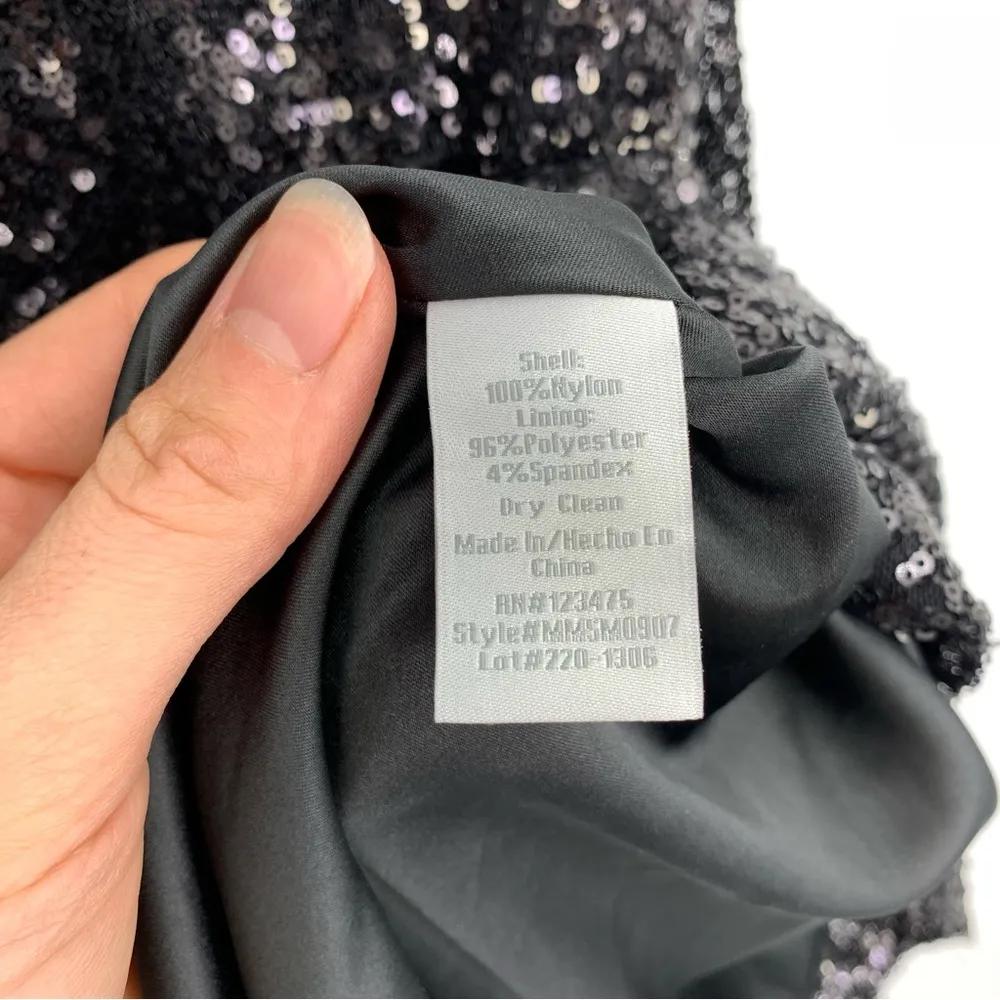 Shell:
100%Nylon
Lining:
96%Polyester
4%Spandex
Dry Clean
Made In/Hecho En
China
RN#123475
Style#MMSM0907
Lot#220-1306